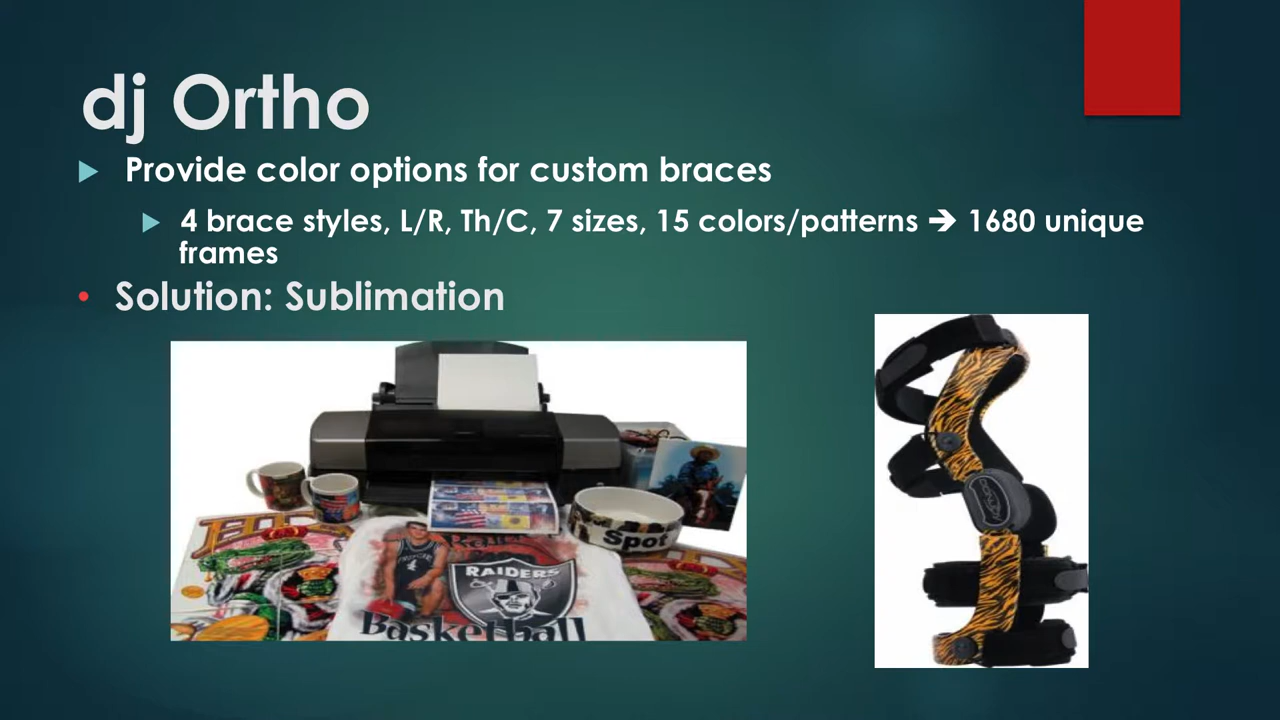 dj Ortho
Provide color options for custom braces
4 brace styles, L/R, Th/C, 7 sizes, 15 colors/patterns ➔ 1680 unique
frames
Solution: Sublimation
Spot
RAIDERS
Basketball
4